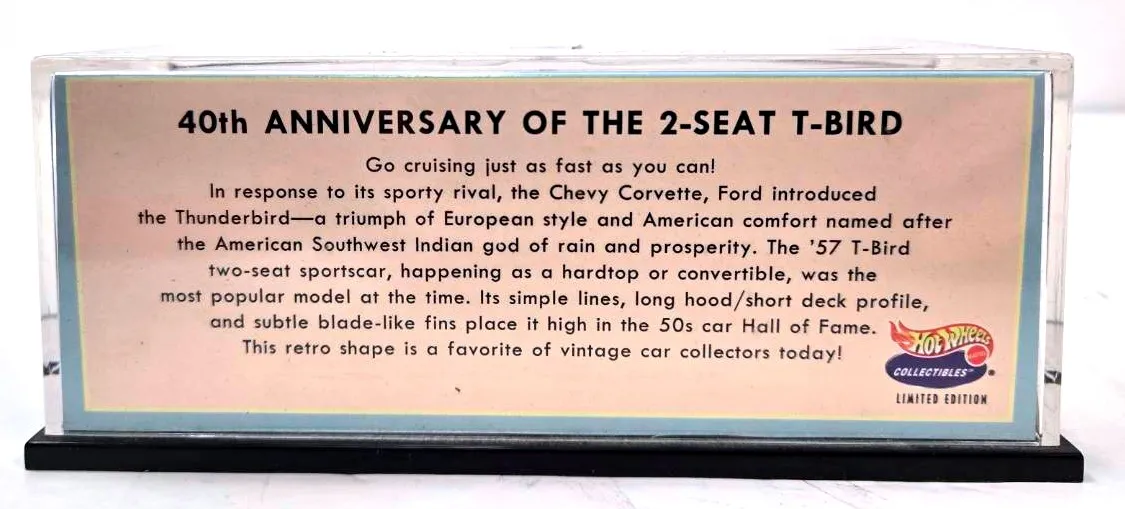 40th ANNIVERSARY OF THE 2-SEAT T-BIRD
Go cruising just as fast as you can!
In response to its sporty rival, the Chevy Corvette, Ford introduced
the Thunderbird—a triumph of European style and American comfort named after
the American Southwest Indian god of rain and prosperity. The '57 T-Bird
two-seat sportscar, happening as a hardtop or convertible, was the
most popular model at the time. Its simple lines, long hood/short deck profile,
and subtle blade-like fins place it high in the 50s car Hall of Fame.
This retro shape is a favorite of vintage car collectors today!
HOT WHEELS
COLLECTIBLES™
LIMITED EDITION